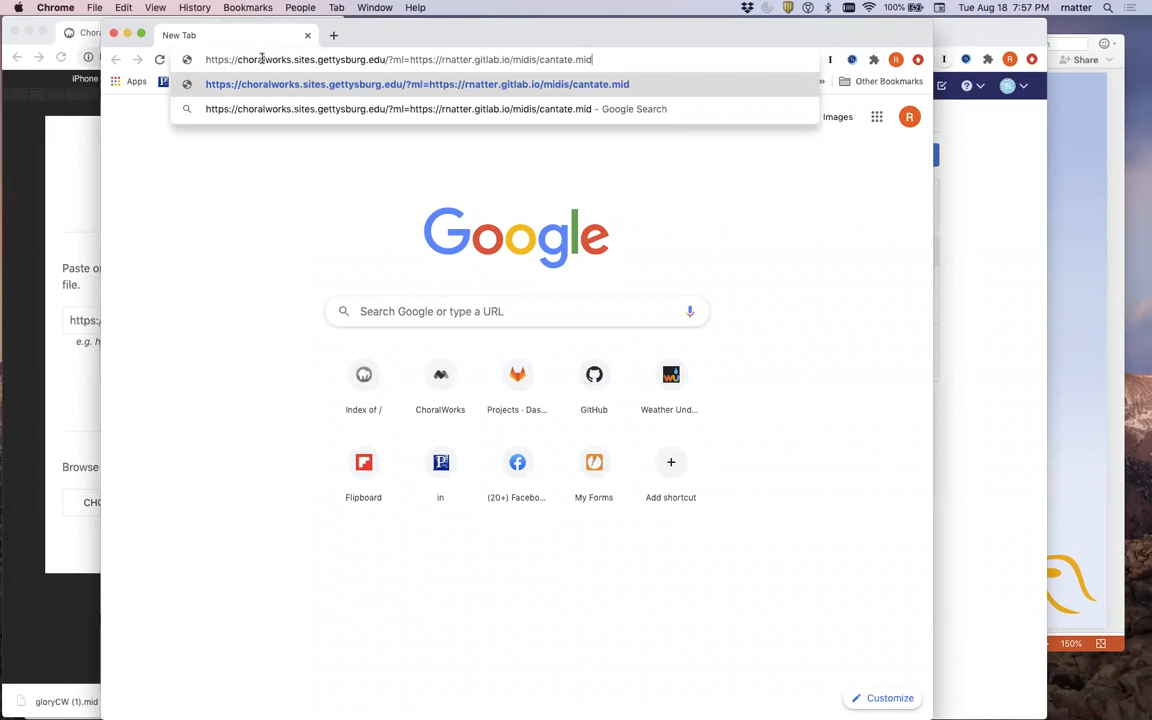 Chrome File Edit View History Bookmarks People Tab Window Help 100% Tue Aug 18 7:57 PM rnatter
New Tab
https://choralworks.sites.gettysburg.edu/?ml=https://rnatter.gitlab.io/midis/cantate.mid
https://choralworks.sites.gettysburg.edu/?ml=https://rnatter.gitlab.io/midis/cantate.mid
https://choralworks.sites.gettysburg.edu/?ml=https://rnatter.gitlab.io/midis/cantate.mid - Google Search
Share
iPhone
Apps
Other Bookmarks
Images
R
Google
Search Google or type a URL
Index of /
ChoralWorks
Projects · Das...
GitHub
Weather Und...
Flipboard
in
(20+) Facebo...
My Forms
Add shortcut
Paste or
file.
https:/
e.g. h
Browse
CHO
gloryCW (1).mid
150%
Customize